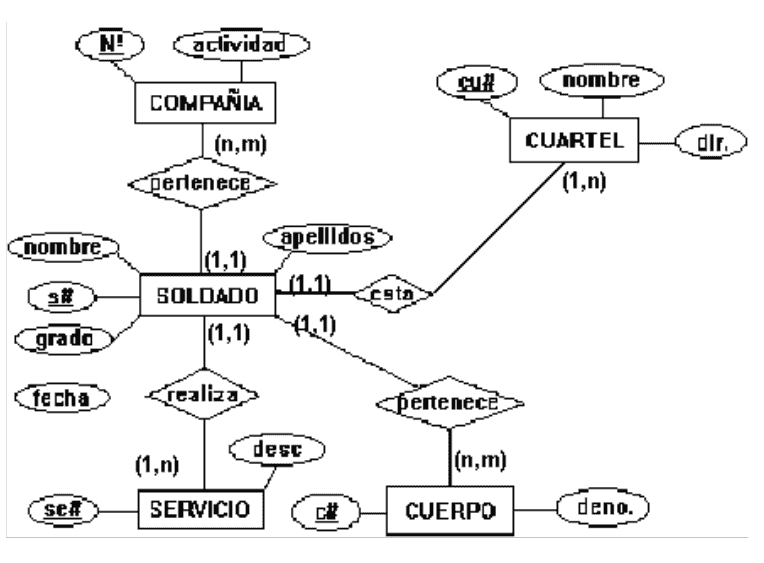 Nº
actividad
COMPAÑIA
(n,m)
pertenece
(1,1)
cu#
nombre
CUARTEL
dir.
(1,n)
nombre
apellidos
s#
SOLDADO
(1,1)
esta
grado
(1,1)
(1,1)
fecha
realiza
pertenece
(1,n)
desc
(n,m)
se#
SERVICIO
c#
CUERPO
deno.